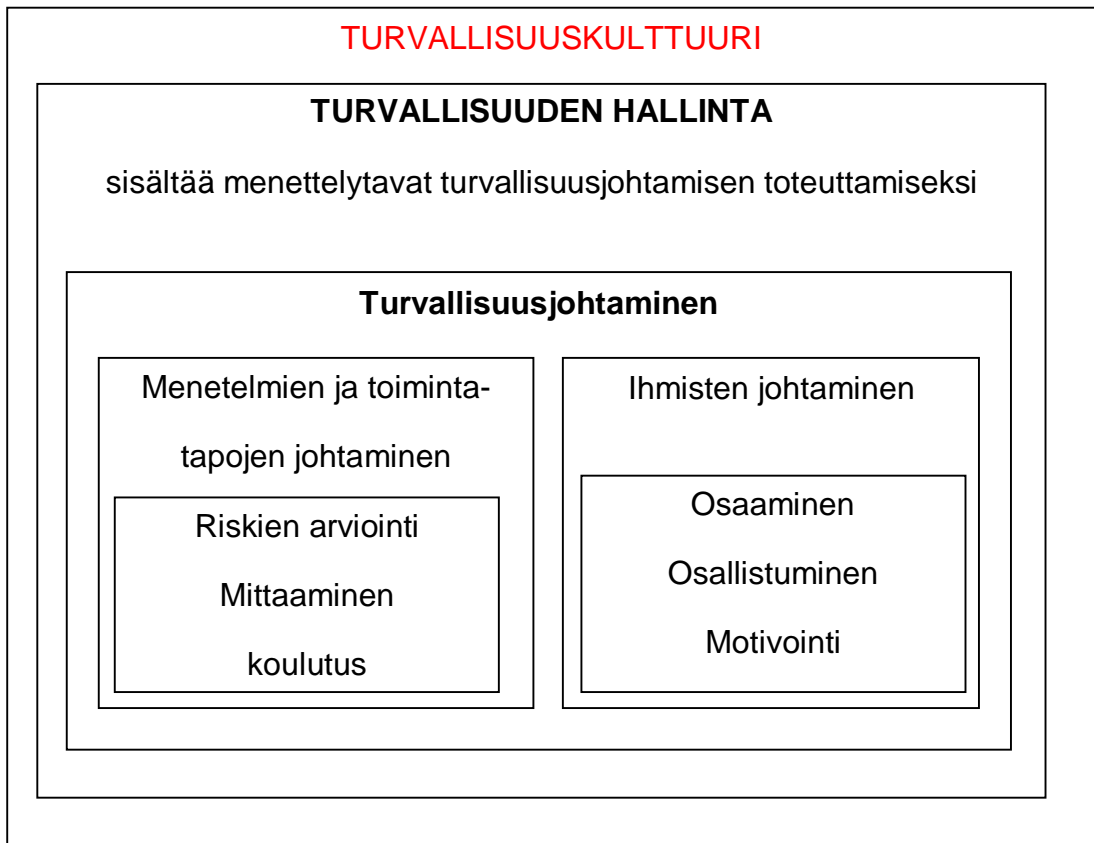 TURVALLISUUSKULTTUURI
TURVALLISUUDEN HALLINTA
sisältää menettelytavat turvallisuusjohtamisen toteuttamiseksi
Turvallisuusjohtaminen
Menetelmien ja toiminta-
tapojen johtaminen
Riskien arviointi
Mittaaminen
koulutus
Ihmisten johtaminen
Osaaminen
Osallistuminen
Motivointi